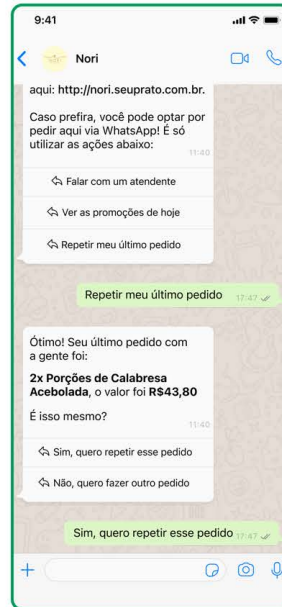 9:41
Nori
aqui: http://nori.seuprato.com.br.
Caso prefira, você pode optar por
pedir aqui via WhatsApp! É só
utilizar as ações abaixo:
11:40
Falar com um atendente
Ver as promoções de hoje
Repetir meu último pedido
Repetir meu último pedido 17:47
Ótimo! Seu último pedido com
a gente foi:
2x Porções de Calabresa
Acebolada, o valor foi R$43,80
É isso mesmo?
11:40
Sim, quero repetir esse pedido
Não, quero fazer outro pedido
Sim, quero repetir esse pedido 17:47